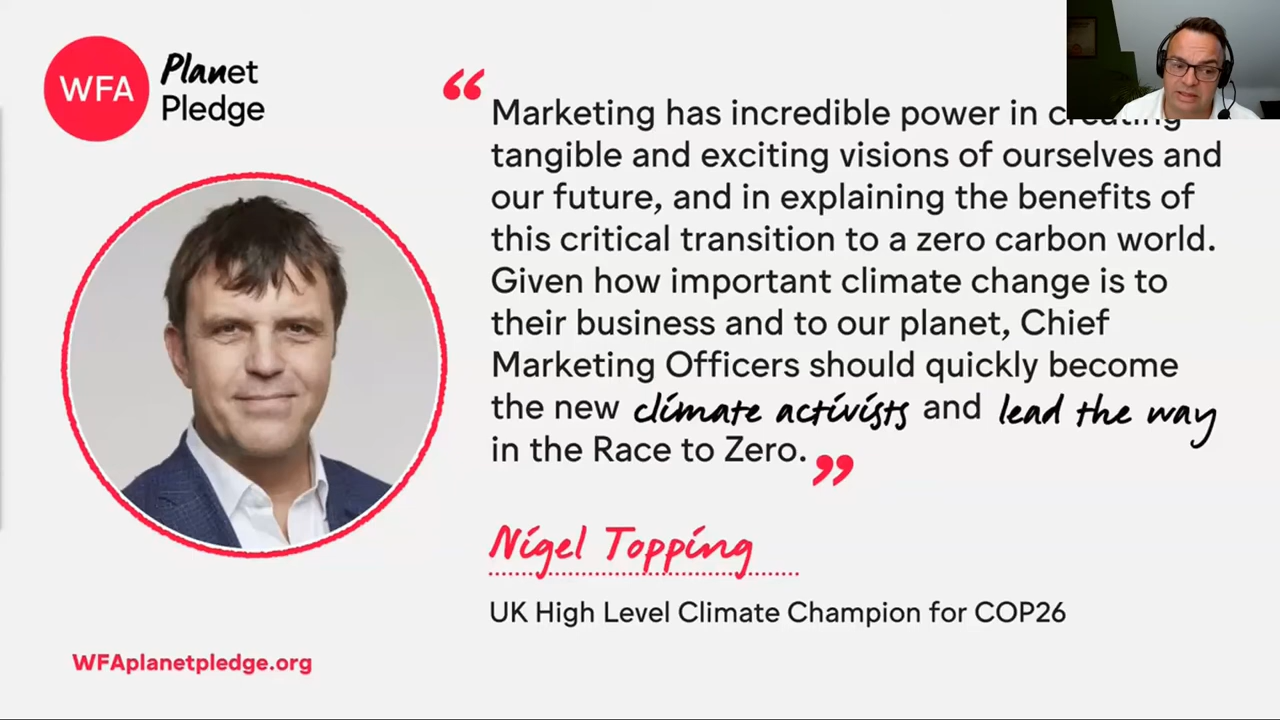 WFA
Planet
Pledge
“
Marketing has incredible power in creating
tangible and exciting visions of ourselves and
our future, and in explaining the benefits of
this critical transition to a zero carbon world.
Given how important climate change is to
their business and to our planet, Chief
Marketing Officers should quickly become
the new climate activists and lead the way
in the Race to Zero. ”
Nigel Topping
UK High Level Climate Champion for COP26
WFAplanetpledge.org